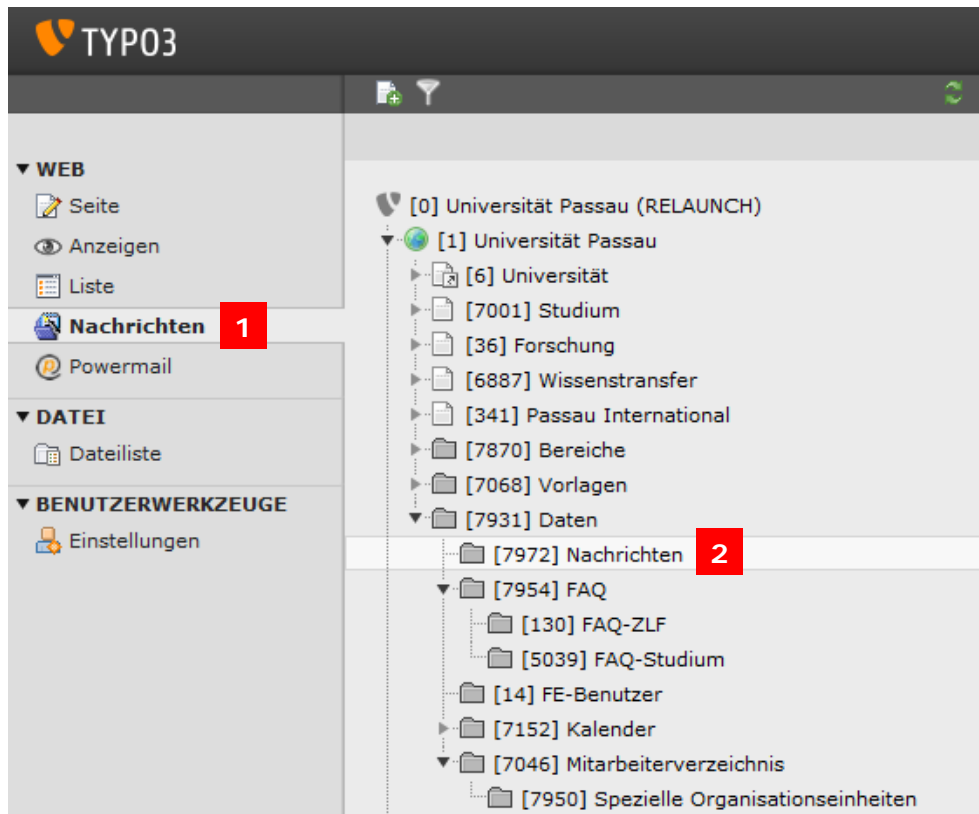 TYPO3
WEB
Seite
Anzeigen
Liste
Nachrichten 1
Powermail
DATEI
Dateiliste
BENUTZERWERKZEUGE
Einstellungen
[0] Universität Passau (RELAUNCH)
[1] Universität Passau
[6] Universität
[7001] Studium
[36] Forschung
[6887] Wissenstransfer
[341] Passau International
[7870] Bereiche
[7068] Vorlagen
[7931] Daten
[7972] Nachrichten 2
[7954] FAQ
[130] FAQ-ZLF
[5039] FAQ-Studium
[14] FE-Benutzer
[7152] Kalender
[7046] Mitarbeiterverzeichnis
[7950] Spezielle Organisationseinheiten